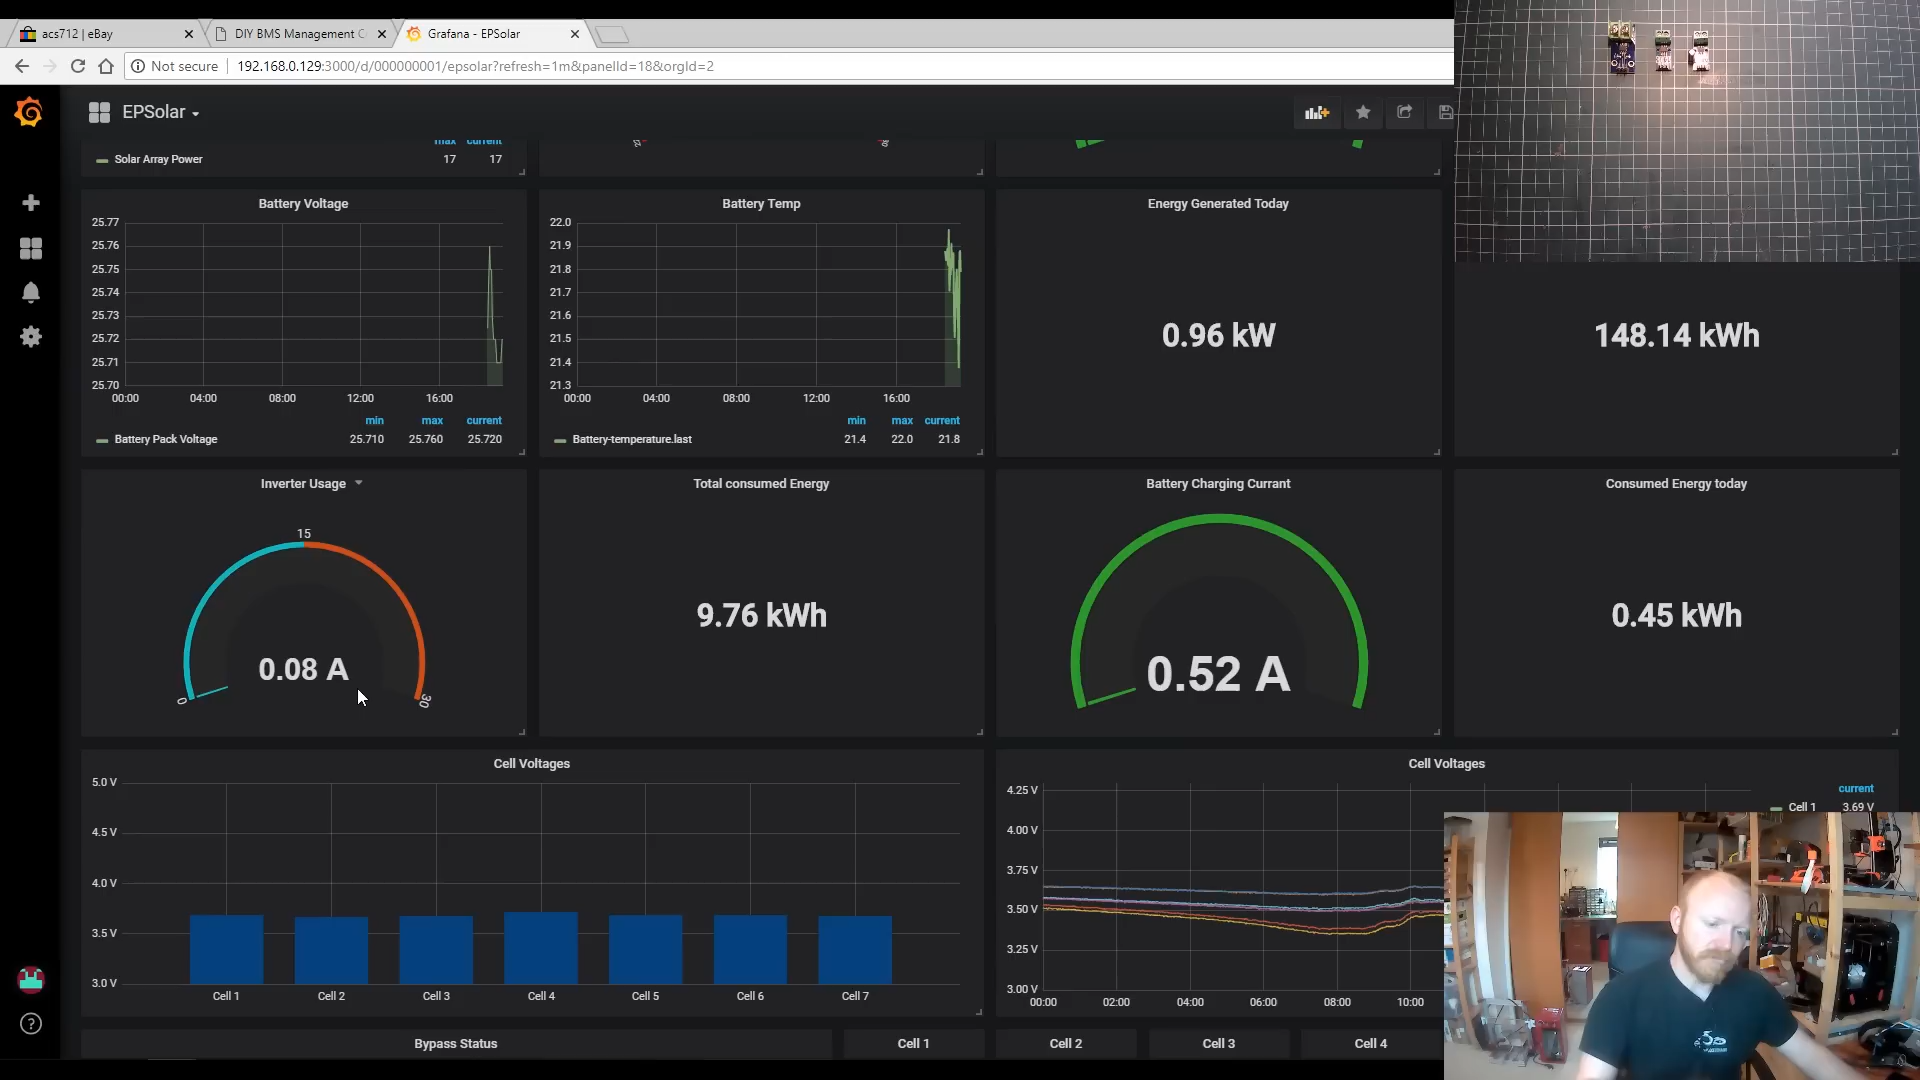 acs712 | eBay
DIY BMS Management C
Grafana - EPSolar
Not secure
192.168.0.129:3000/d/000000001/epsolar?refresh=1m&panelId=18&orgId=2
EPSolar
max current
Solar Array Power 17 17
Battery Voltage
25.77
25.76
25.75
25.74
25.73
25.72
25.71
25.70
00:00 04:00 08:00 12:00 16:00
min max current
Battery Pack Voltage 25.710 25.760 25.720
Battery Temp
22.0
21.9
21.8
21.7
21.6
21.5
21.4
21.3
00:00 04:00 08:00 12:00 16:00
min max current
Battery-temperature.last 21.4 22.0 21.8
Energy Generated Today
0.96 kW
148.14 kWh
Inverter Usage
15
0
30
0.08 A
Total consumed Energy
9.76 kWh
Battery Charging Currant
0.52 A
Consumed Energy today
0.45 kWh
Cell Voltages
5.0 V
4.5 V
4.0 V
3.5 V
3.0 V
Cell 1 Cell 2 Cell 3 Cell 4 Cell 5 Cell 6 Cell 7
Cell Voltages
4.25 V
4.00 V
3.75 V
3.50 V
3.25 V
3.00 V
00:00 02:00 04:00 06:00 08:00 10:00
current
Cell 1 3.69 V
Bypass Status
Cell 1
Cell 2
Cell 3
Cell 4